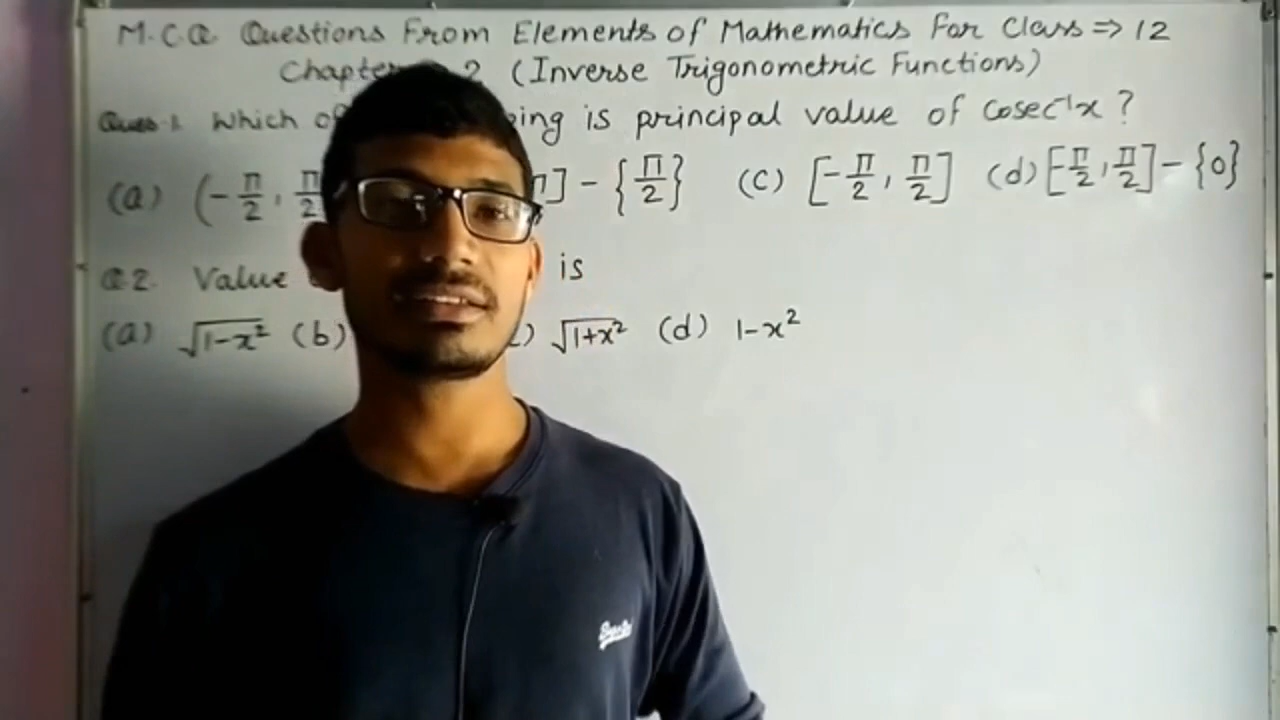 M.C.Q. Questions From Elements of Mathematics For Class ⇒ 12
Chapter 2 (Inverse Trigonometric Functions)
Ques 1. Which of ing is principal value of Cosec⁻¹x ?
(a) (-π/2, π/2 π] - {π/2} (c) [-π/2, π/2] (d) [-π/2, π/2] - {0}
Q.2. Value is
(a) √1-x² (b) ) √1+x² (d) 1-x²